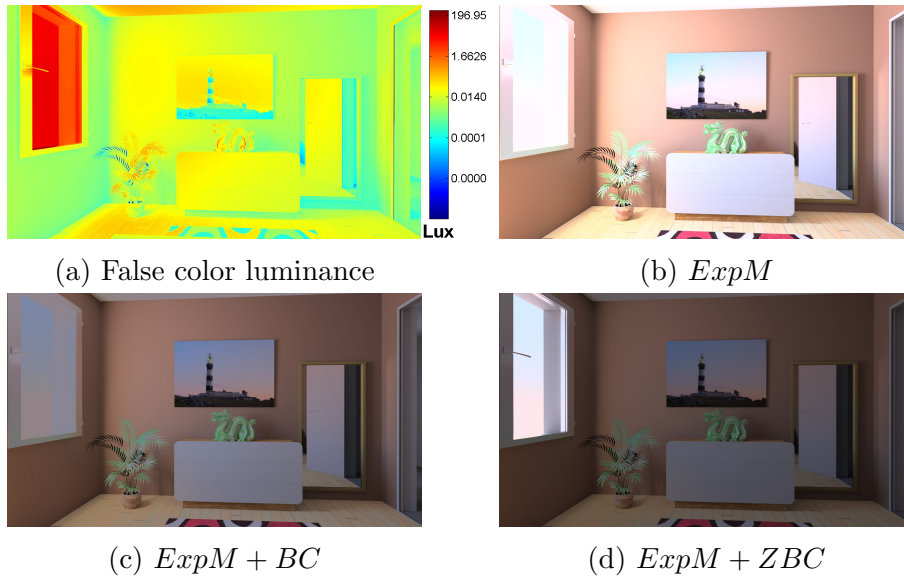 196.95
1.6626
0.0140
0.0001
0.0000
Lux
(a) False color luminance
(b) ExpM
(c) ExpM + BC
(d) ExpM + ZBC